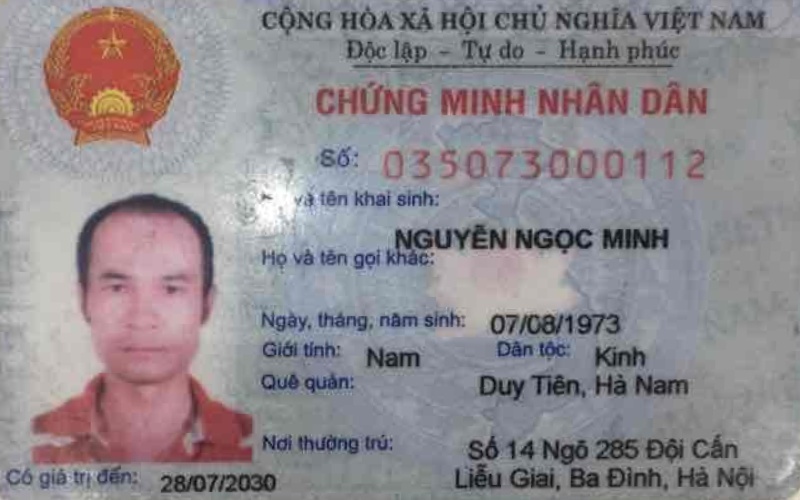 CỘNG HÒA XÃ HỘI CHỦ NGHĨA VIỆT NAM
Độc lập - Tự do - Hạnh phúc
CHỨNG MINH NHÂN DÂN
Số: 035073000112
và tên khai sinh:
NGUYỄN NGỌC MINH
Họ và tên gọi khác:
Ngày, tháng, năm sinh: 07/08/1973
Giới tính: Nam Dân tộc: Kinh
Quê quán: Duy Tiên, Hà Nam
Nơi thường trú: Số 14 Ngõ 285 Đội Cấn
Liễu Giai, Ba Đình, Hà Nội
Có giá trị đến: 28/07/2030